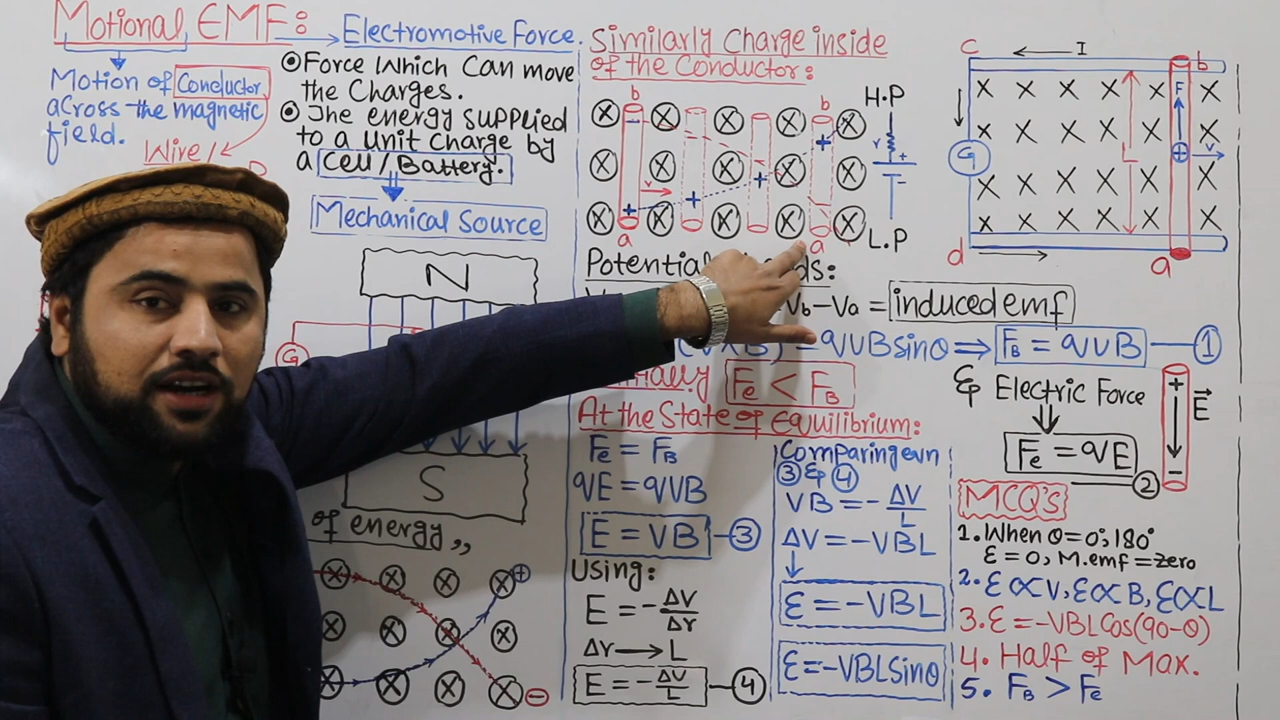 Motional EMF:
Electromotive Force.
Motion of Conductor
across the magnetic
field.
Wire/
Force Which Can move
the Charges.
The energy supplied
to a unit charge by
a Cell/Battery.
Mechanical Source
N
G
S
of energy,,
+
−
Similarly Charge inside
of the Conductor:
b
b
H.P
v
+
+
+
+
r
+
−
a
a
L.P
c
I
b
F
G
L
+
v
d
a
Potential
Vb−Va = induced emf
= qVBsinθ ⇒ FB = qVB 1
Fe < FB
& Electric Force
Fe = qE 2
+
E
−
At the State of Equilibrium:
Fe = FB
qE = qVB
E = VB 3
Using:
E = −ΔV/Δr
Δr → L
E = −ΔV/L 4
Comparing eqn
3 & 4
VB = −ΔV/L
ΔV = −VBL
ε = −VBL
ε = −VBLSinθ
MCQ's
1. When θ=0°,180°
ε = 0, M.emf = zero
2. ε ∝ V, ε ∝ B, ε ∝ L
3. ε = −VBLCos(90−θ)
4. Half of Max.
5. FB > Fe